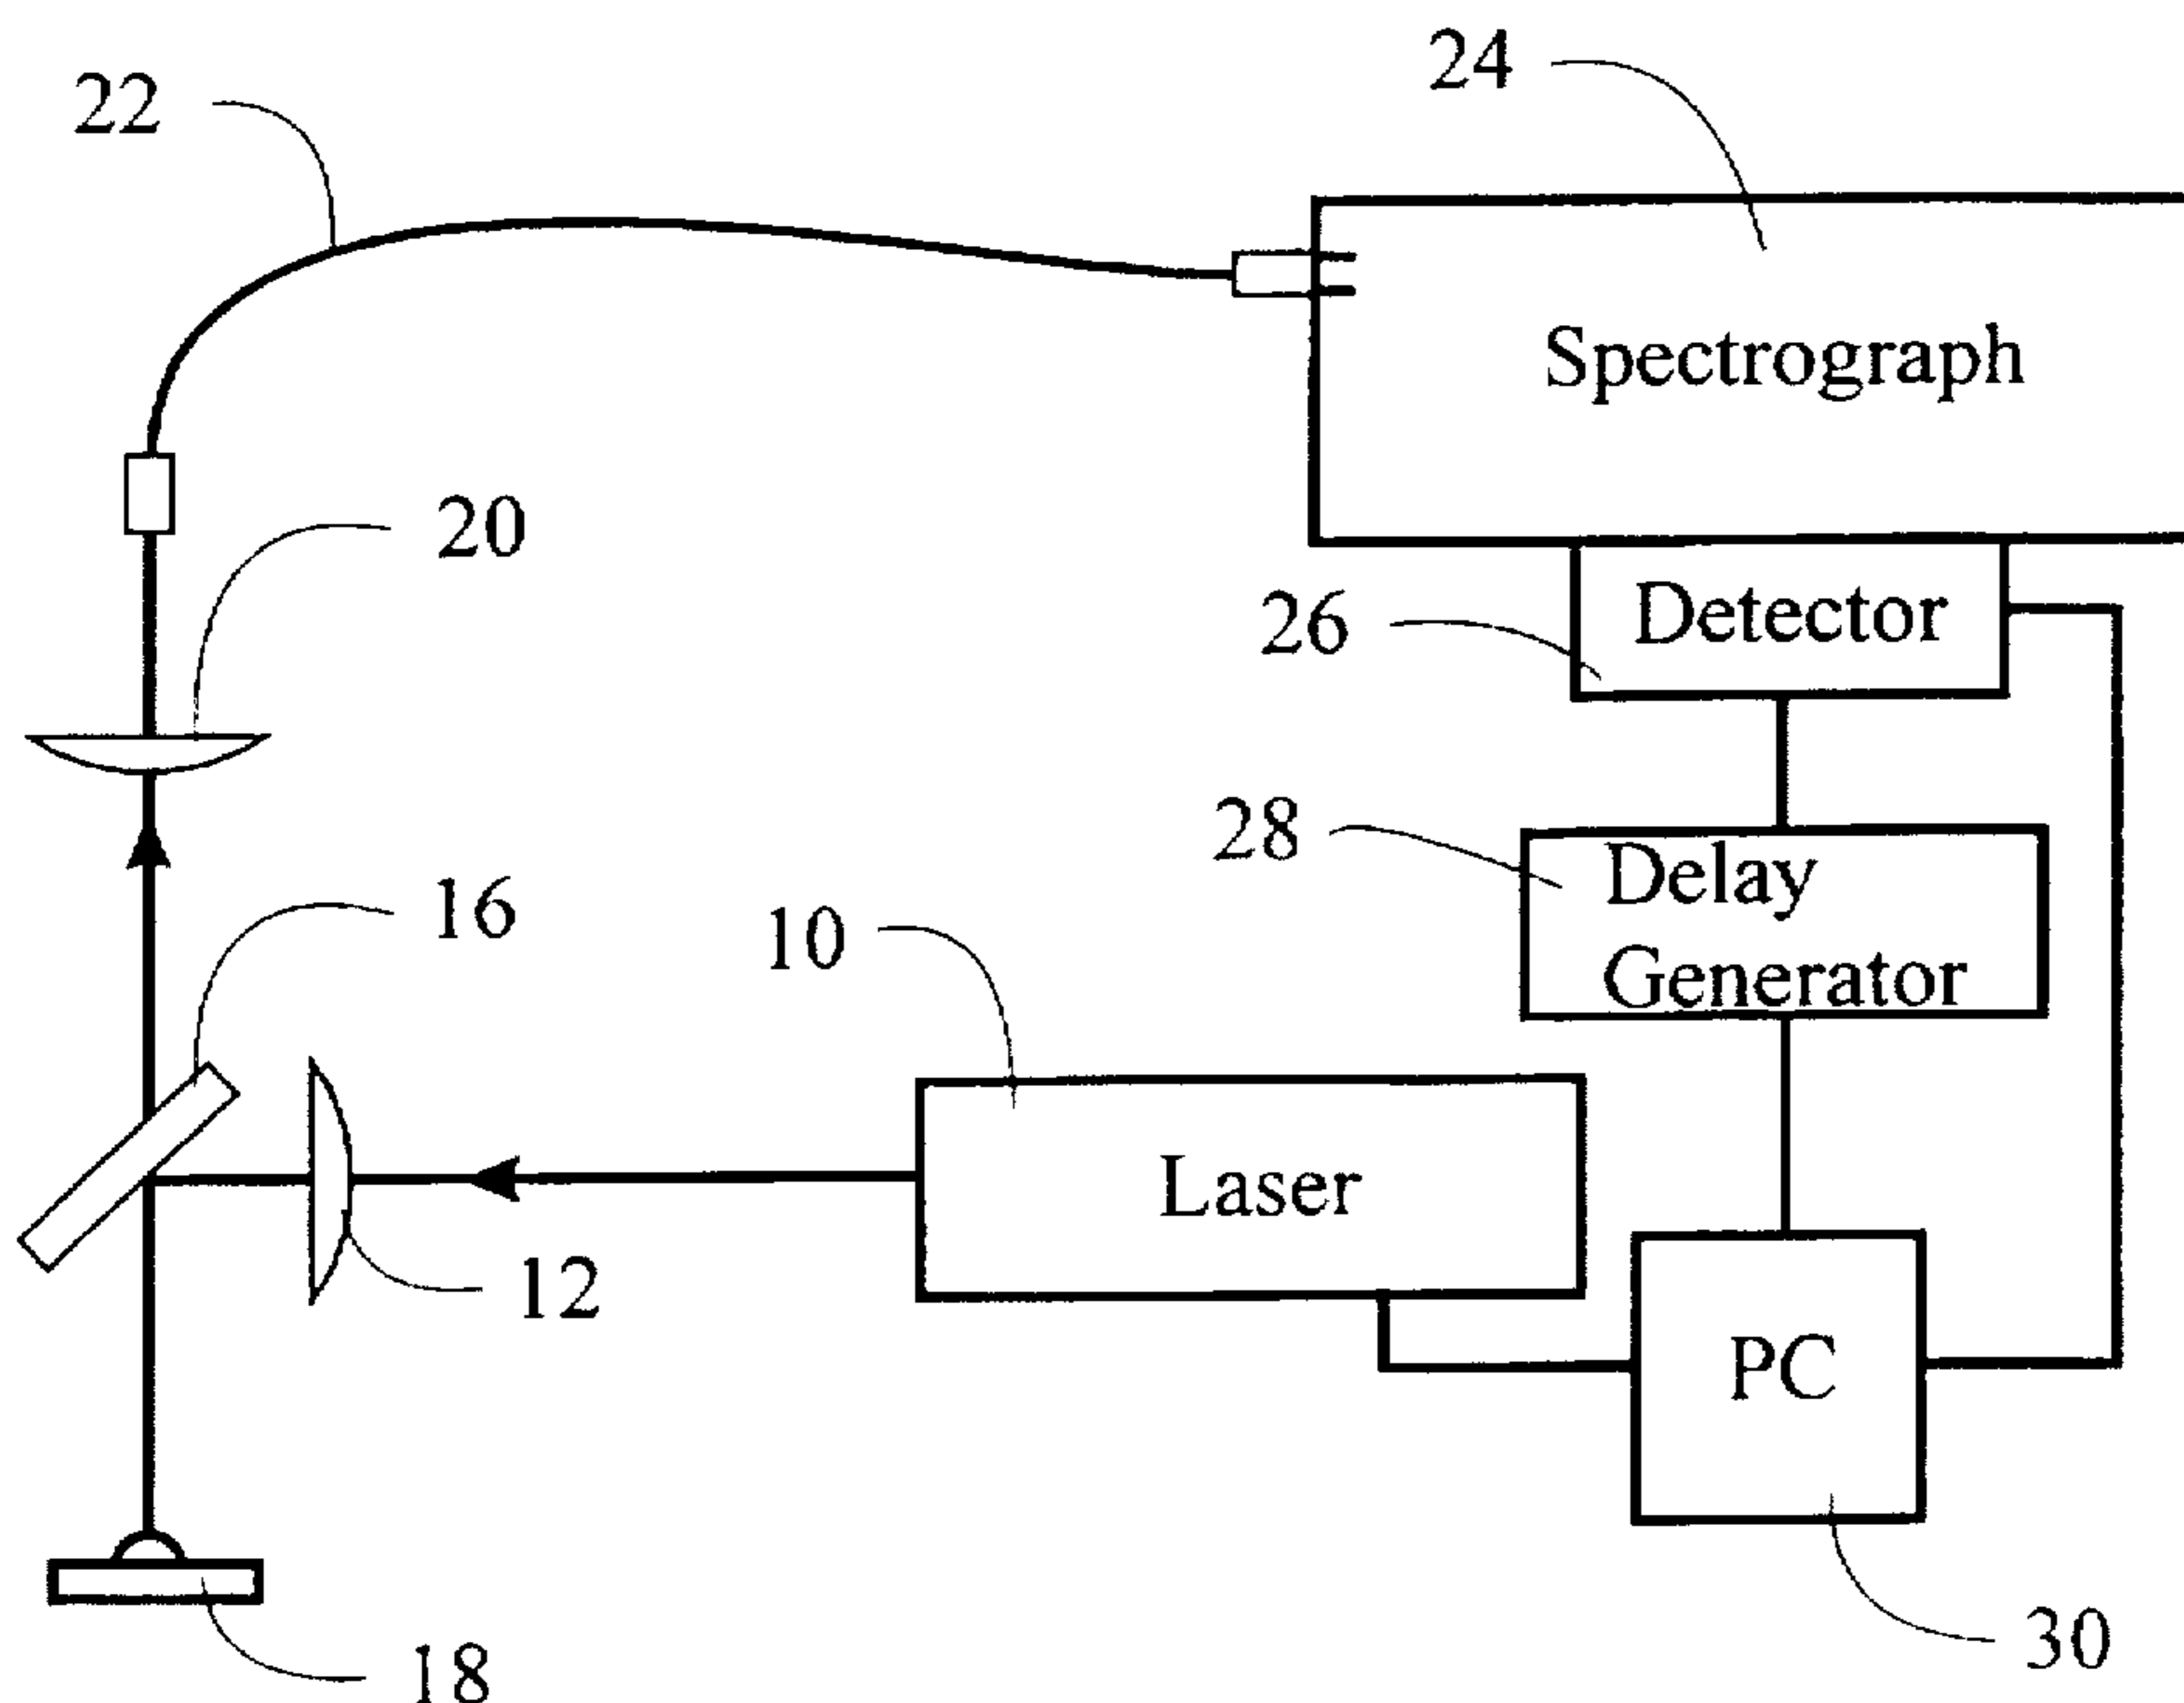 24
22
Spectrograph
20
26
Detector
28
Delay
Generator
16
10
Laser
12
PC
30
18